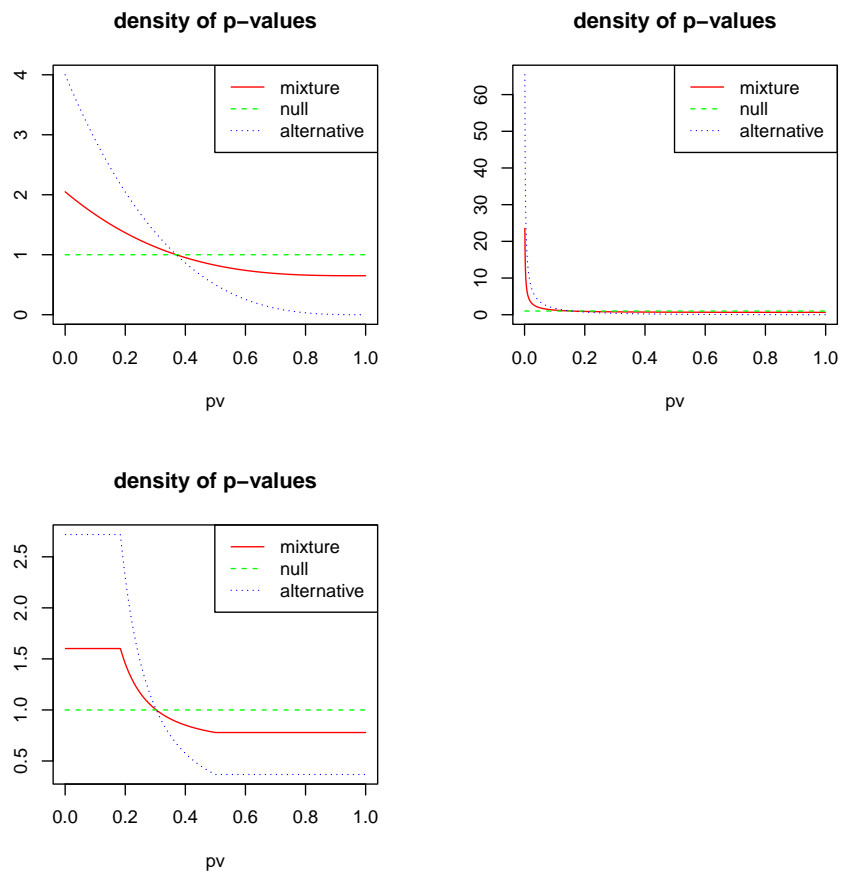 density of p−values
mixture
null
alternative
4
3
2
1
0
0.0 0.2 0.4 0.6 0.8 1.0
pv
density of p−values
mixture
null
alternative
60
50
40
30
20
10
0
0.0 0.2 0.4 0.6 0.8 1.0
pv
density of p−values
mixture
null
alternative
2.5
2.0
1.5
1.0
0.5
0.0 0.2 0.4 0.6 0.8 1.0
pv